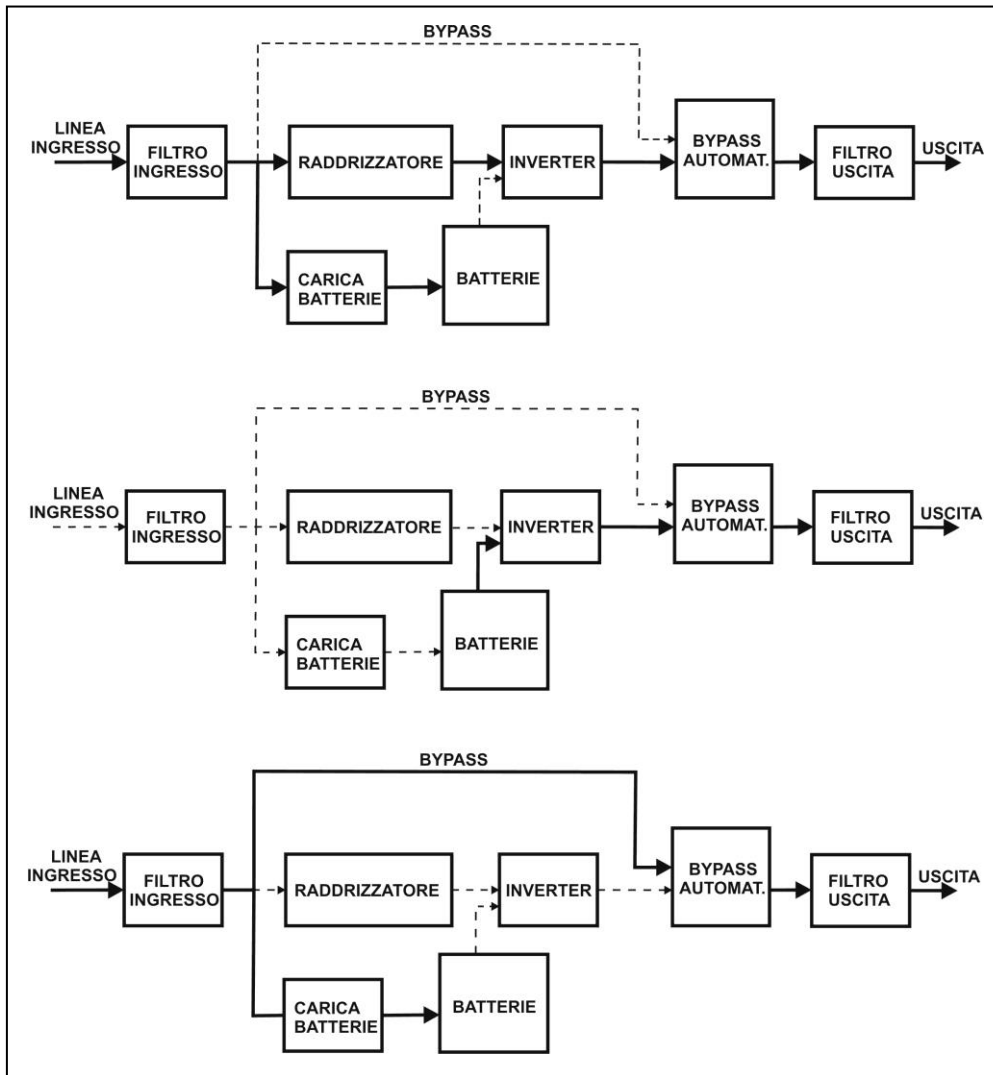 BYPASS
LINEA
INGRESSO
FILTRO
INGRESSO
RADDRIZZATORE
INVERTER
BYPASS
AUTOMAT.
FILTRO
USCITA
USCITA
CARICA
BATTERIE
BATTERIE
BYPASS
LINEA
INGRESSO
FILTRO
INGRESSO
RADDRIZZATORE
INVERTER
BYPASS
AUTOMAT.
FILTRO
USCITA
USCITA
CARICA
BATTERIE
BATTERIE
BYPASS
LINEA
INGRESSO
FILTRO
INGRESSO
RADDRIZZATORE
INVERTER
BYPASS
AUTOMAT.
FILTRO
USCITA
USCITA
CARICA
BATTERIE
BATTERIE